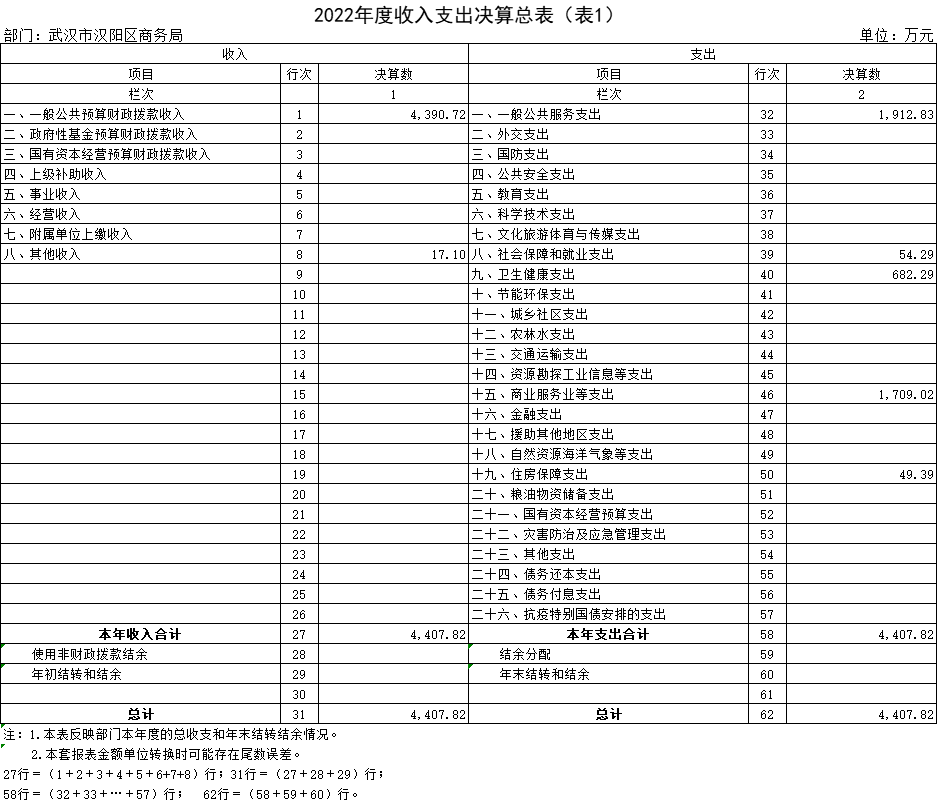 2022年度收入支出决算总表（表1）
部门：武汉市汉阳区商务局 单位：万元
收入 支出
项目 行次 决算数 项目 行次 决算数
栏次 1 栏次 2
一、一般公共预算财政拨款收入 1 4,390.72 一、一般公共服务支出 32 1,912.83
二、政府性基金预算财政拨款收入 2 二、外交支出 33
三、国有资本经营预算财政拨款收入 3 三、国防支出 34
四、上级补助收入 4 四、公共安全支出 35
五、事业收入 5 五、教育支出 36
六、经营收入 6 六、科学技术支出 37
七、附属单位上缴收入 7 七、文化旅游体育与传媒支出 38
八、其他收入 8 17.10 八、社会保障和就业支出 39 54.29
9 九、卫生健康支出 40 682.29
10 十、节能环保支出 41
11 十一、城乡社区支出 42
12 十二、农林水支出 43
13 十三、交通运输支出 44
14 十四、资源勘探工业信息等支出 45
15 十五、商业服务业等支出 46 1,709.02
16 十六、金融支出 47
17 十七、援助其他地区支出 48
18 十八、自然资源海洋气象等支出 49
19 十九、住房保障支出 50 49.39
20 二十、粮油物资储备支出 51
21 二十一、国有资本经营预算支出 52
22 二十二、灾害防治及应急管理支出 53
23 二十三、其他支出 54
24 二十四、债务还本支出 55
25 二十五、债务付息支出 56
26 二十六、抗疫特别国债安排的支出 57
本年收入合计 27 4,407.82 本年支出合计 58 4,407.82
使用非财政拨款结余 28 结余分配 59
年初结转和结余 29 年末结转和结余 60
30 61
总计 31 4,407.82 总计 62 4,407.82
注：1.本表反映部门本年度的总收支和年末结转结余情况。
2.本套报表金额单位转换时可能存在尾数误差。
27行＝（1＋2＋3＋4＋5＋6+7+8）行；31行＝（27＋28＋29）行；
58行＝（32＋33＋…＋57）行； 62行＝（58＋59＋60）行。